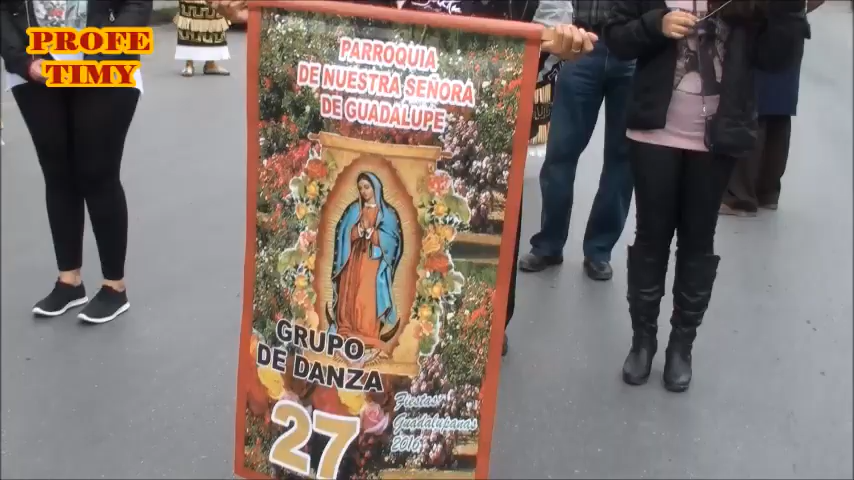 PROFE
TIMY
PARROQUIA
DE NUESTRA SEÑORA
DE GUADALUPE
GRUPO
DE DANZA
27
Fiestas
Guadalupanas
2016